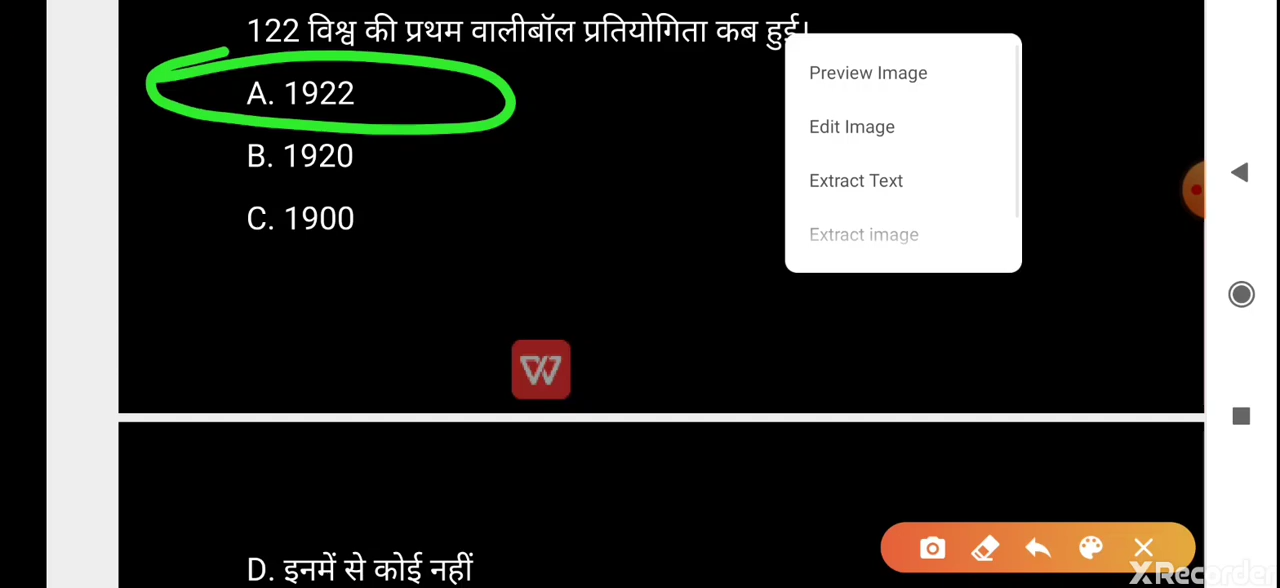 122 विश्व की प्रथम वालीबॉल प्रतियोगिता कब हुई।
A. 1922
B. 1920
C. 1900
Preview Image
Edit Image
Extract Text
Extract image
W
D. इनमें से कोई नहीं
XRecorder